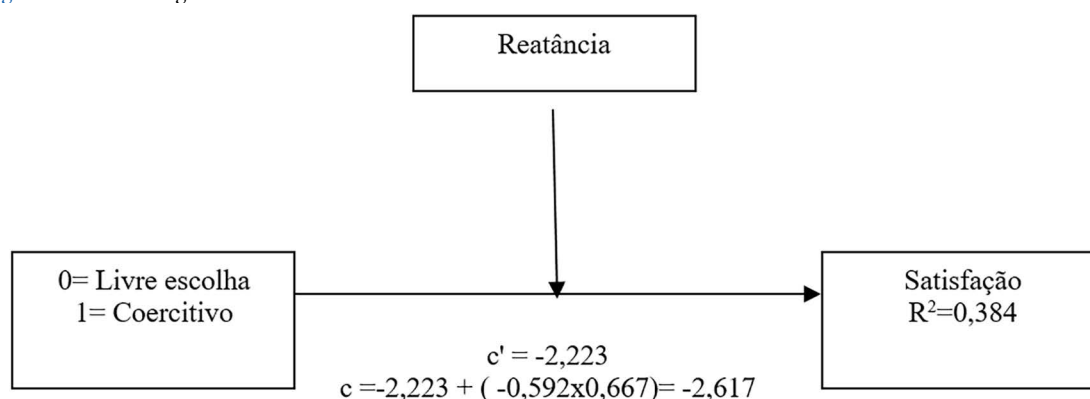 Reatância
0= Livre escolha
1= Coercitivo
Satisfação
R²=0,384
c' = -2,223
c =-2,223 + ( -0,592x0,667)= -2,617